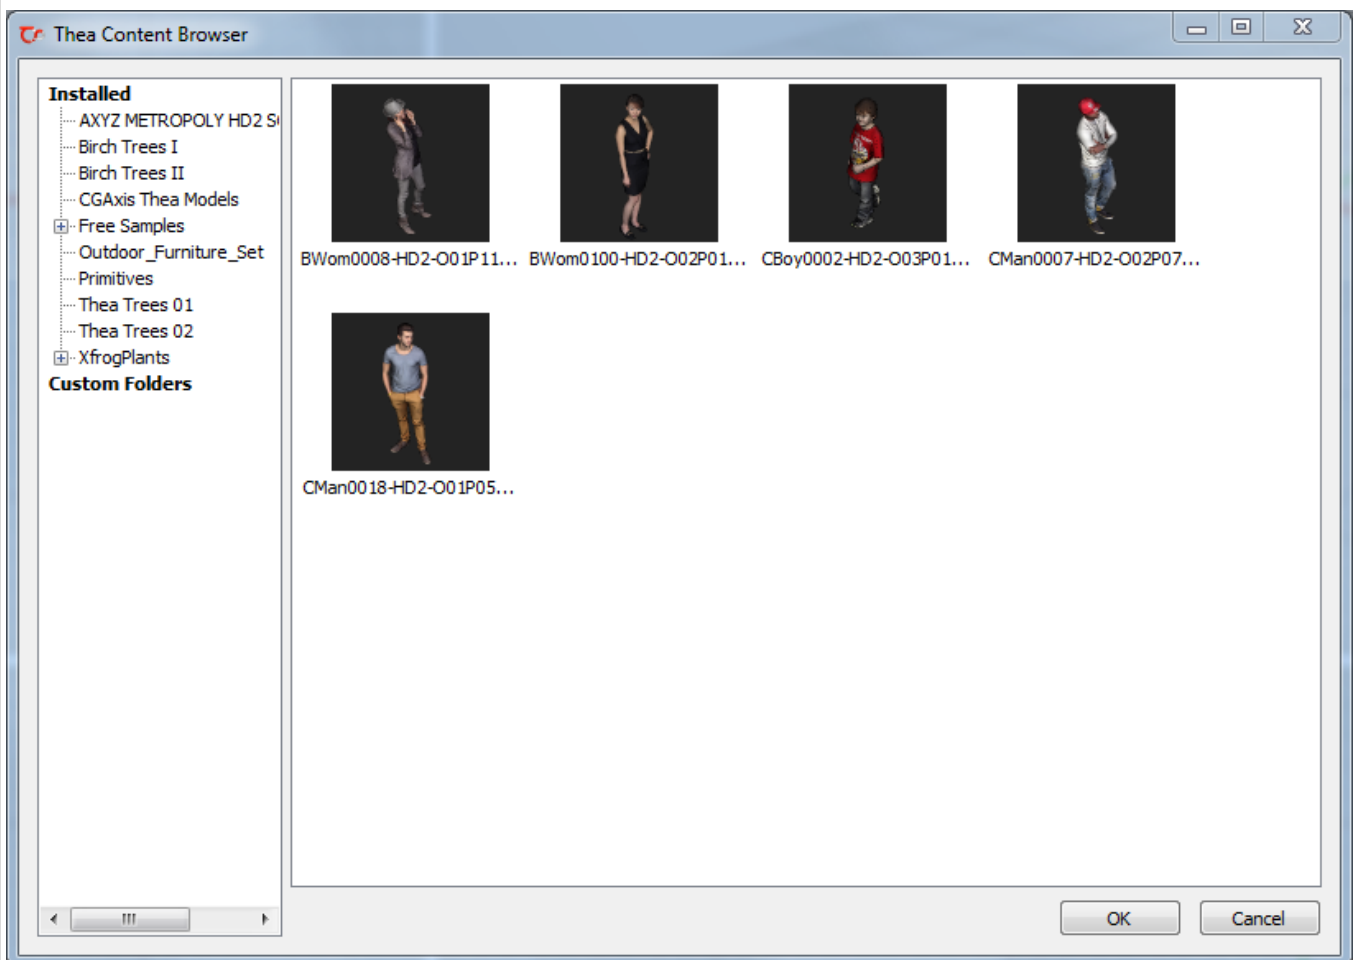 Thea Content Browser
Installed
AXYZ METROPOLY HD2
Birch Trees I
Birch Trees II
CGAxis Thea Models
Free Samples
Outdoor_Furniture_Set
Primitives
Thea Trees 01
Thea Trees 02
XfrogPlants
Custom Folders
BWom0008-HD2-O01P11... BWom0100-HD2-O02P01... CBoy0002-HD2-O03P01... CMan0007-HD2-O02P07...
CMan0018-HD2-O01P05...
OK Cancel